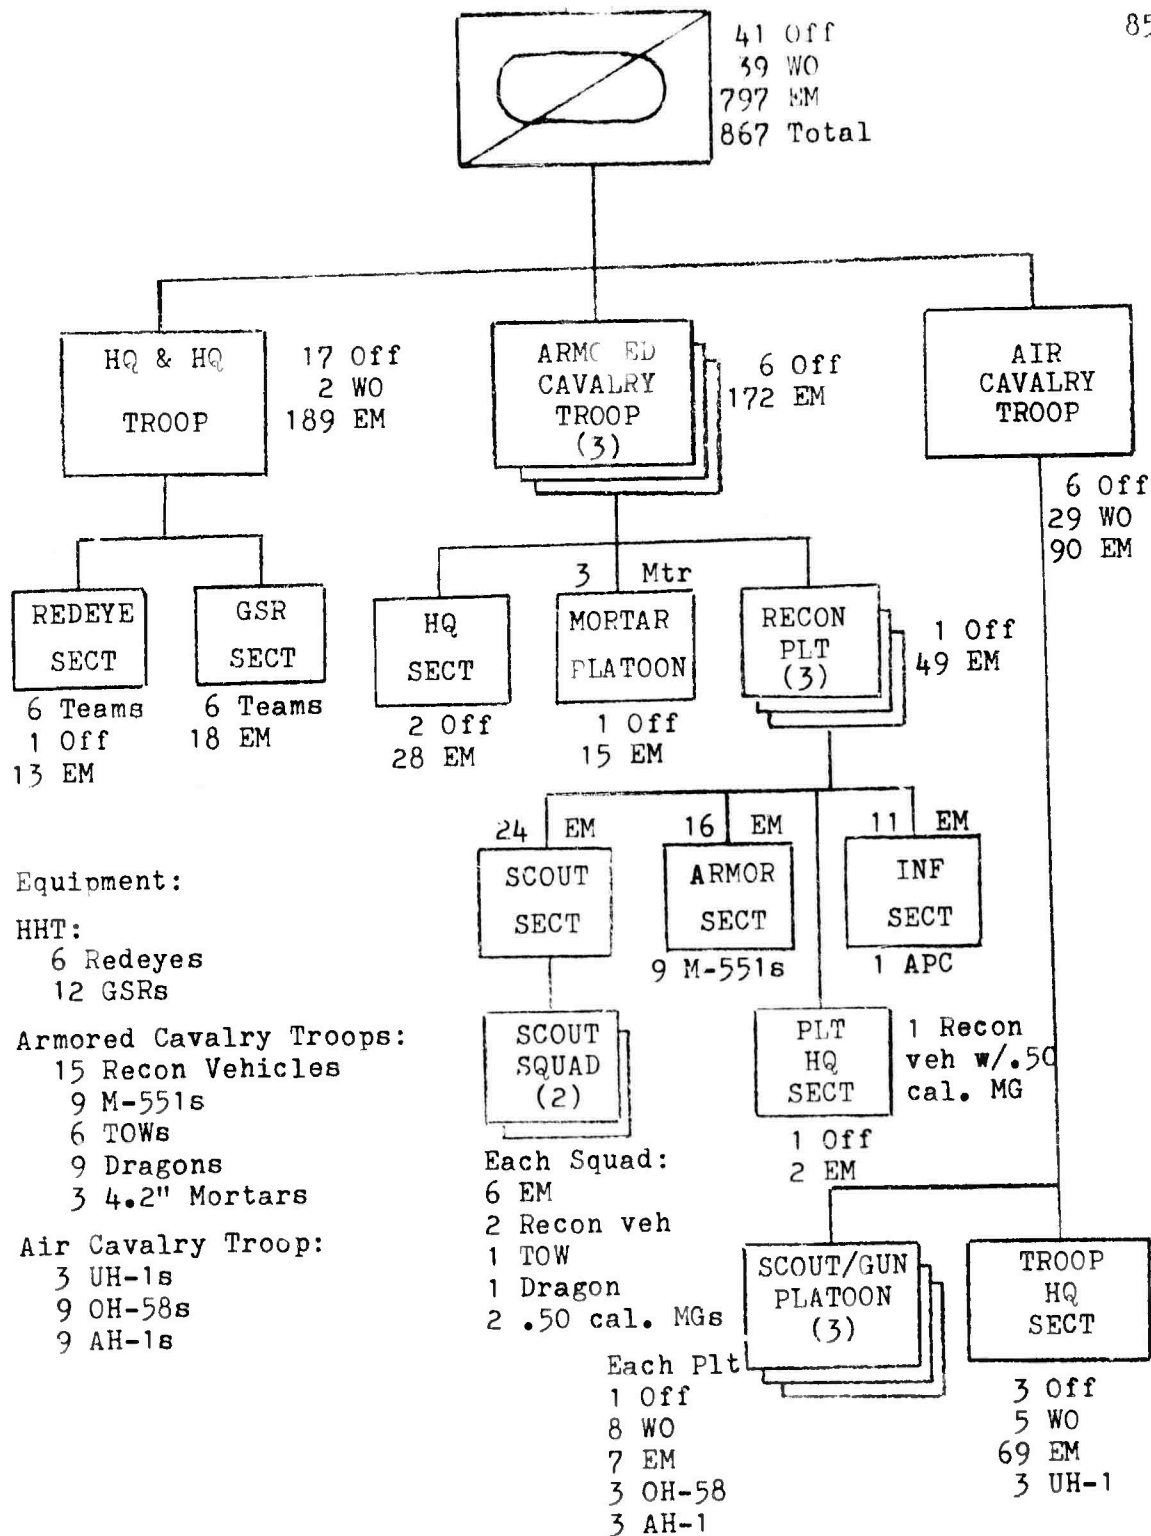 85
41 Off
39 WO
797 EM
867 Total
HQ & HQ
TROOP
17 Off
2 WO
189 EM
ARMO ED
CAVALRY
TROOP
(3)
6 Off
172 EM
AIR
CAVALRY
TROOP
6 Off
29 WO
90 EM
REDEYE
SECT
6 Teams
1 Off
13 EM
GSR
SECT
6 Teams
18 EM
HQ
SECT
2 Off
28 EM
3 Mtr
MORTAR
PLATOON
1 Off
15 EM
RECON
PLT
(3)
1 Off
49 EM
24 EM
SCOUT
SECT
16 EM
ARMOR
SECT
9 M-551s
11 EM
INF
SECT
1 APC
SCOUT
SQUAD
(2)
Each Squad:
6 EM
2 Recon veh
1 TOW
1 Dragon
2 .50 cal. MGs
PLT
HQ
SECT
1 Recon
veh w/.50
cal. MG
1 Off
2 EM
SCOUT/GUN
PLATOON
(3)
Each Plt
1 Off
8 WO
7 EM
3 OH-58
3 AH-1
TROOP
HQ
SECT
3 Off
5 WO
69 EM
3 UH-1
Equipment:
HHT:
6 Redeyes
12 GSRs
Armored Cavalry Troops:
15 Recon Vehicles
9 M-551s
6 TOWs
9 Dragons
3 4.2" Mortars
Air Cavalry Troop:
3 UH-1s
9 OH-58s
9 AH-1s